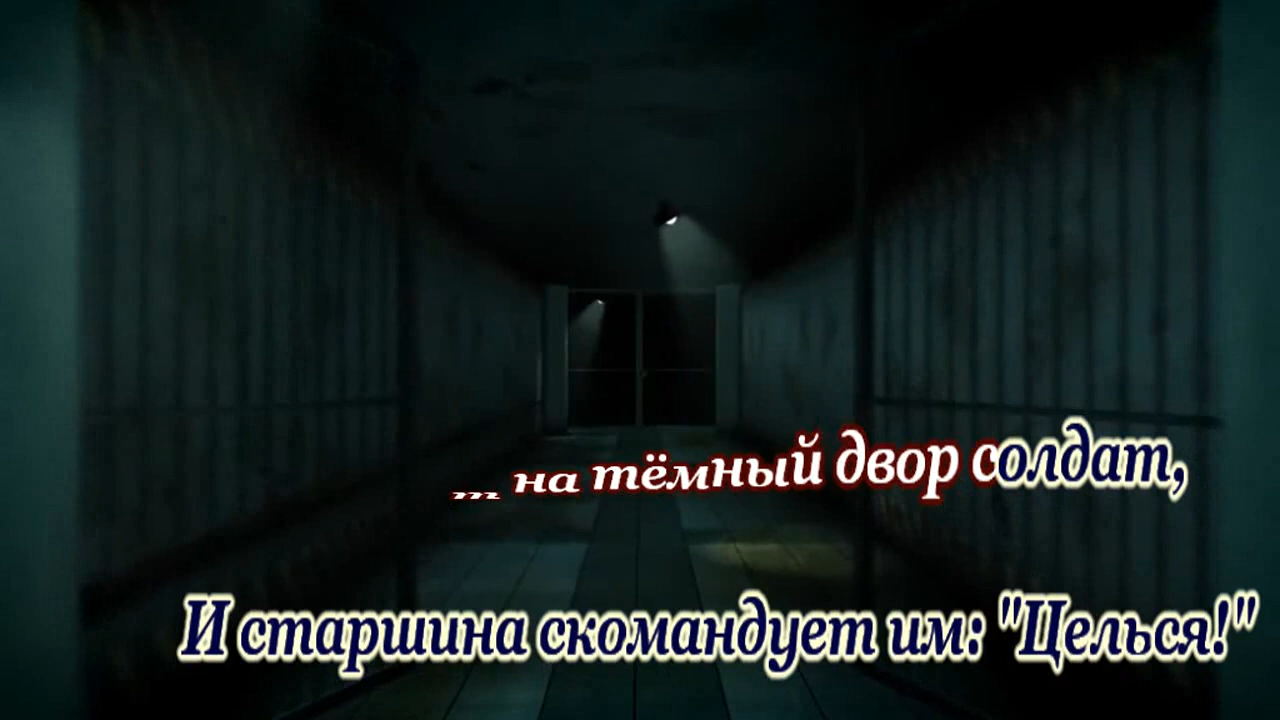 ... на тёмный двор солдат,
И старшина скомандует им: "Целься!"